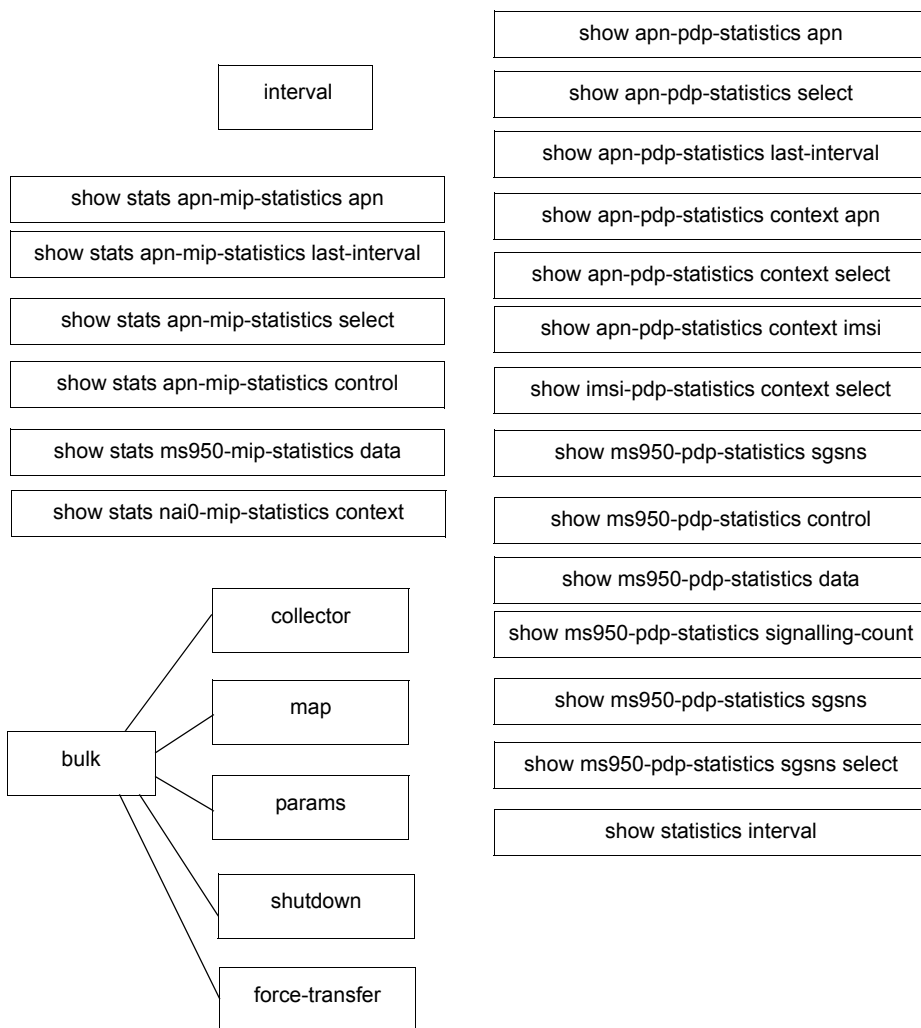 interval
show stats apn-mip-statistics apn
show stats apn-mip-statistics last-interval
show stats apn-mip-statistics select
show stats apn-mip-statistics control
show stats ms950-mip-statistics data
show stats nai0-mip-statistics context
bulk
collector
map
params
shutdown
force-transfer
show apn-pdp-statistics apn
show apn-pdp-statistics select
show apn-pdp-statistics last-interval
show apn-pdp-statistics context apn
show apn-pdp-statistics context select
show apn-pdp-statistics context imsi
show imsi-pdp-statistics context select
show ms950-pdp-statistics sgsns
show ms950-pdp-statistics control
show ms950-pdp-statistics data
show ms950-pdp-statistics signalling-count
show ms950-pdp-statistics sgsns
show ms950-pdp-statistics sgsns select
show statistics interval